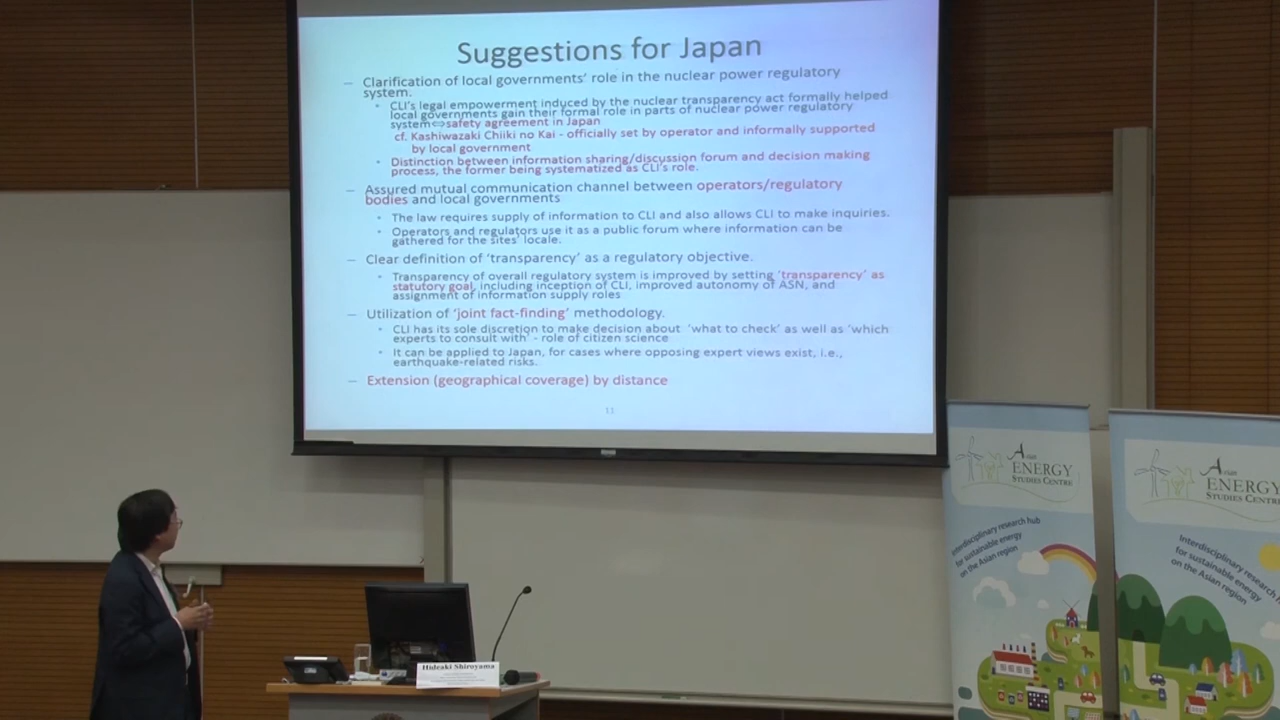 Suggestions for Japan
– Clarification of local governments' role in the nuclear power regulatory
system.
• CLI's legal empowerment induced by the nuclear transparency act formally helped
local governments gain their formal role in parts of nuclear power regulatory
system⇔safety agreement in Japan
cf. Kashiwazaki Chiiki no Kai - officially set by operator and informally supported
by local government
• Distinction between information sharing/discussion forum and decision making
process, the former being systematized as CLI's role.
– Assured mutual communication channel between operators/regulatory
bodies and local governments
• The law requires supply of information to CLI and also allows CLI to make inquiries.
• Operators and regulators use it as a public forum where information can be
gathered for the sites' locale.
– Clear definition of 'transparency' as a regulatory objective.
• Transparency of overall regulatory system is improved by setting 'transparency' as
statutory goal, including inception of CLI, improved autonomy of ASN, and
assignment of information supply roles
– Utilization of 'joint fact-finding' methodology.
• CLI has its sole discretion to make decision about 'what to check' as well as 'which
experts to consult with' - role of citizen science
• It can be applied to Japan, for cases where opposing expert views exist, i.e.,
earthquake-related risks.
– Extension (geographical coverage) by distance
11
Hideaki Shiroyama
Asian
ENERGY
STUDIES CENTRE
Interdisciplinary research hub
for sustainable energy
on the Asian region
Asian
ENERGY
STUDIES CENTRE
Interdisciplinary research
for sustainable energy
on the Asian region